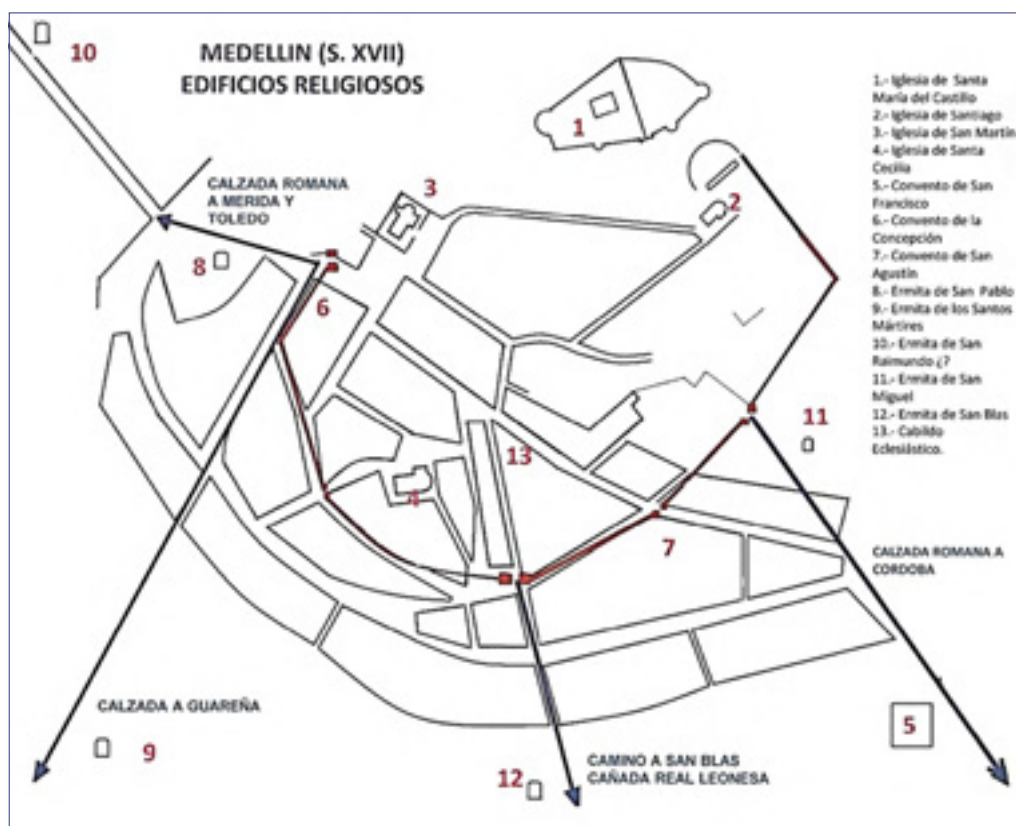 10
MEDELLIN (S. XVII)
EDIFICIOS RELIGIOSOS
1
1.- Iglesia de Santa
María del Castillo
2.- Iglesia de Santiago
3.- Iglesia de San Martín
4.- Iglesia de Santa
Cecilia
5.- Convento de San
Francisco
6.- Convento de la
Concepción
7.- Convento de San
Agustín
8.- Ermita de San Pablo
9.- Ermita de los Santos
Mártires
10.- Ermita de San
Raimundo ¿?
11.- Ermita de San
Miguel
12.- Ermita de San Blas
13.- Cabildo
Eclesiástico.
CALZADA ROMANA
A MERIDA Y
TOLEDO
3
2
8
6
11
13
4
7
CALZADA ROMANA A
CORDOBA
CALZADA A GUAREÑA
9
5
12
CAMINO A SAN BLAS
CAÑADA REAL LEONESA